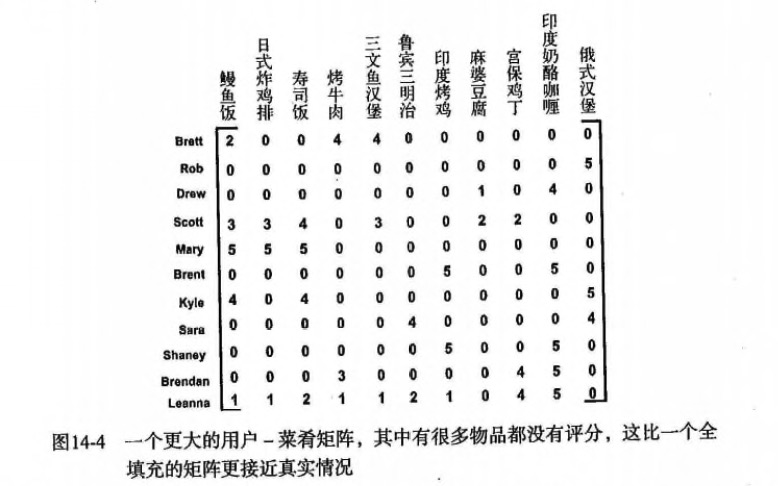 鳗鱼饭 日式炸鸡排 寿司饭 烤牛肉 三文鱼汉堡 鲁宾三明治 印度烤鸡 麻婆豆腐 宫保鸡丁 印度奶酪咖喱 俄式汉堡
Brett 2 0 0 4 4 0 0 0 0 0 0
Rob 0 0 0 0 0 0 0 0 0 0 5
Drew 0 0 0 0 0 0 0 1 0 4 0
Scott 3 3 4 0 3 0 0 2 2 0 0
Mary 5 5 5 0 0 0 0 0 0 0 0
Brent 0 0 0 0 0 0 5 0 0 5 0
Kyle 4 0 4 0 0 0 0 0 0 0 5
Sara 0 0 0 0 0 4 0 0 0 0 4
Shaney 0 0 0 0 0 0 5 0 0 5 0
Brendan 0 0 0 3 0 0 0 0 4 5 0
Leanna 1 1 2 1 1 2 1 0 4 5 0
图14-4 一个更大的用户－菜肴矩阵，其中有很多物品都没有评分，这比一个全
填充的矩阵更接近真实情况